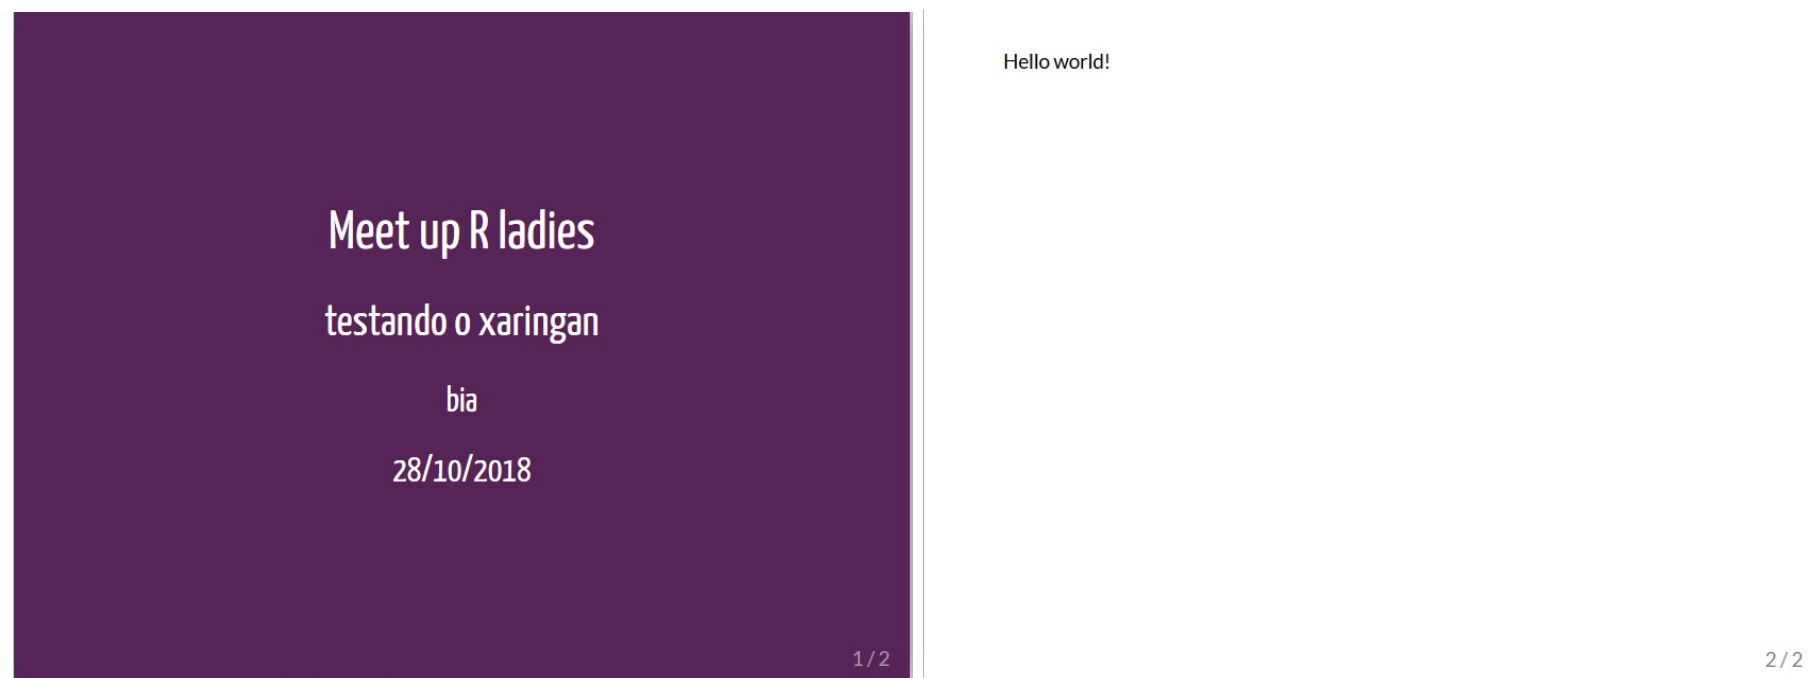 Meet up R ladies
testando o xaringan
bia
28/10/2018
1 / 2
Hello world!
2 / 2